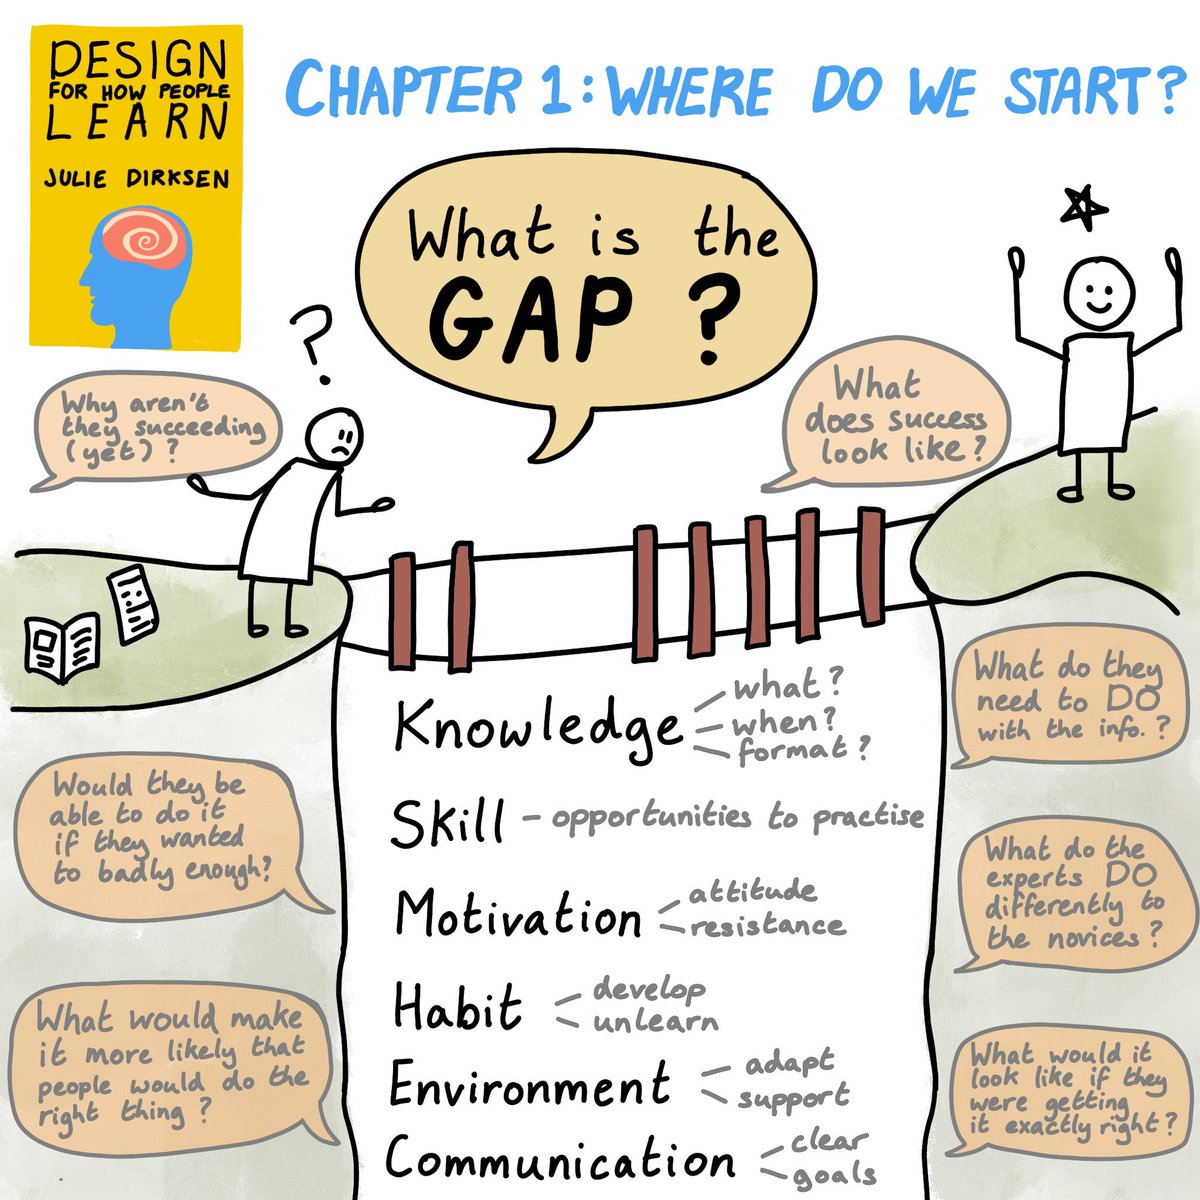 DESIGN
FOR HOW PEOPLE
LEARN
JULIE DIRKSEN
CHAPTER 1: WHERE DO WE START?
What is the
GAP?
?
Why aren't
they succeeding
(yet)?
What
does success
look like?
Knowledge
what?
when?
format?
Skill - opportunities to practise
Motivation
attitude
resistance
Habit
develop
unlearn
Environment
adapt
support
Communication
clear
goals
Would they be
able to do it
if they wanted
to badly enough?
What would make
it more likely that
people would do the
right thing?
What do they
need to DO
with the info.?
What do the
experts DO
differently to
the novices?
What would it
look like if they
were getting
it exactly right?